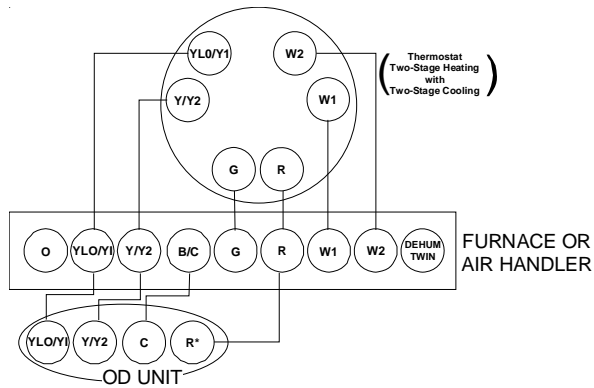 YL0/Y1
W2
Thermostat
Two-Stage Heating
with
Two-Stage Cooling
Y/Y2
W1
G
R
O
YLO/YI
Y/Y2
B/C
G
R
W1
W2
DEHUM
TWIN
FURNACE OR
AIR HANDLER
YLO/YI
Y/Y2
C
R*
OD UNIT